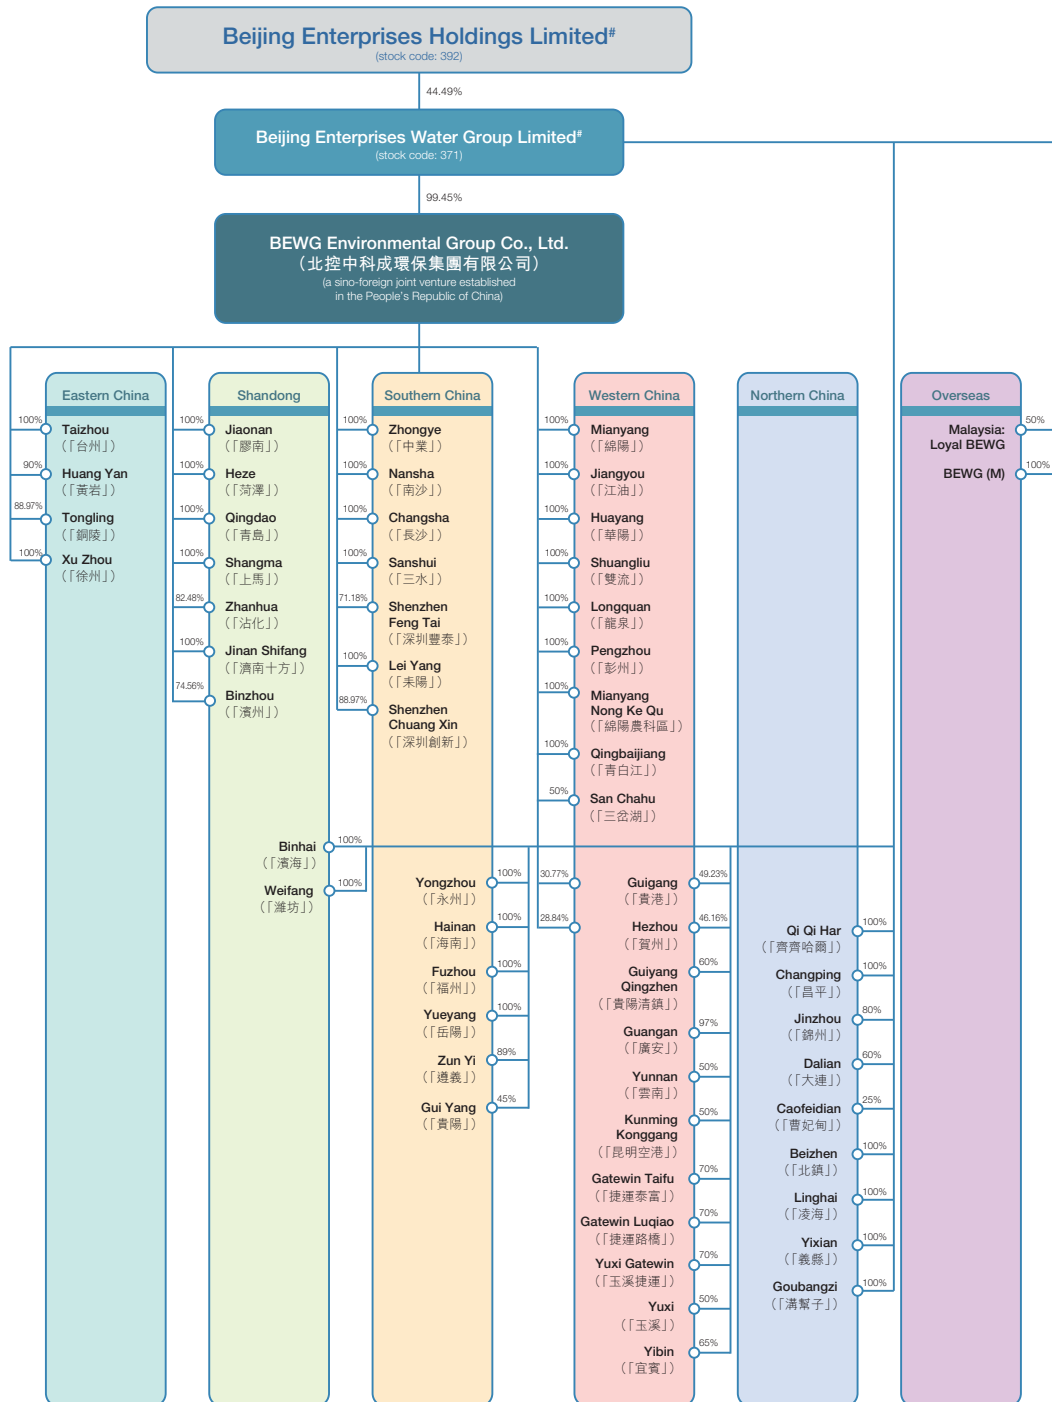 Beijing Enterprises Holdings Limited#
(stock code: 392)
44.49%
Beijing Enterprises Water Group Limited#
(stock code: 371)
99.45%
BEWG Environmental Group Co., Ltd.
（北控中科成環保集團有限公司）
(a sino-foreign joint venture established
in the People's Republic of China)
Eastern China
100%
Taizhou
（「台州」）
90%
Huang Yan
（「黃岩」）
88.97%
Tongling
（「銅陵」）
100%
Xu Zhou
（「徐州」）
Shandong
100%
Jiaonan
（「膠南」）
100%
Heze
（「菏澤」）
100%
Qingdao
（「青島」）
100%
Shangma
（「上馬」）
82.48%
Zhanhua
（「沾化」）
100%
Jinan Shifang
（「濟南十方」）
74.56%
Binzhou
（「濱州」）
Binhai
100%
（「濱海」）
Weifang
100%
（「濰坊」）
Southern China
100%
Zhongye
（「中業」）
100%
Nansha
（「南沙」）
100%
Changsha
（「長沙」）
100%
Sanshui
（「三水」）
71.18%
Shenzhen
Feng Tai
（「深圳豐泰」）
100%
Lei Yang
（「耒陽」）
88.97%
Shenzhen
Chuang Xin
（「深圳創新」）
Yongzhou
100%
（「永州」）
Hainan
100%
（「海南」）
Fuzhou
100%
（「福州」）
Yueyang
100%
（「岳陽」）
Zun Yi
89%
（「遵義」）
Gui Yang
45%
（「貴陽」）
Western China
100%
Mianyang
（「綿陽」）
100%
Jiangyou
（「江油」）
100%
Huayang
（「華陽」）
100%
Shuangliu
（「雙流」）
100%
Longquan
（「龍泉」）
100%
Pengzhou
（「彭州」）
100%
Mianyang
Nong Ke Qu
（「綿陽農科區」）
100%
Qingbaijiang
（「青白江」）
50%
San Chahu
（「三岔湖」）
30.77%
Guigang
49.23%
（「貴港」）
28.84%
Hezhou
46.16%
（「賀州」）
Guiyang
60%
Qingzhen
（「貴陽清鎮」）
Guangan
97%
（「廣安」）
Yunnan
50%
（「雲南」）
Kunming
50%
Konggang
（「昆明空港」）
Gatewin Taifu
70%
（「捷運泰富」）
Gatewin Luqiao
70%
（「捷運路橋」）
Yuxi Gatewin
70%
（「玉溪捷運」）
Yuxi
50%
（「玉溪」）
Yibin
65%
（「宜賓」）
Northern China
Qi Qi Har
100%
（「齊齊哈爾」）
Changping
100%
（「昌平」）
Jinzhou
80%
（「錦州」）
Dalian
60%
（「大連」）
Caofeidian
25%
（「曹妃甸」）
Beizhen
100%
（「北鎮」）
Linghai
100%
（「凌海」）
Yixian
100%
（「義縣」）
Goubangzi
100%
（「溝幫子」）
Overseas
Malaysia:
50%
Loyal BEWG
BEWG (M)
100%